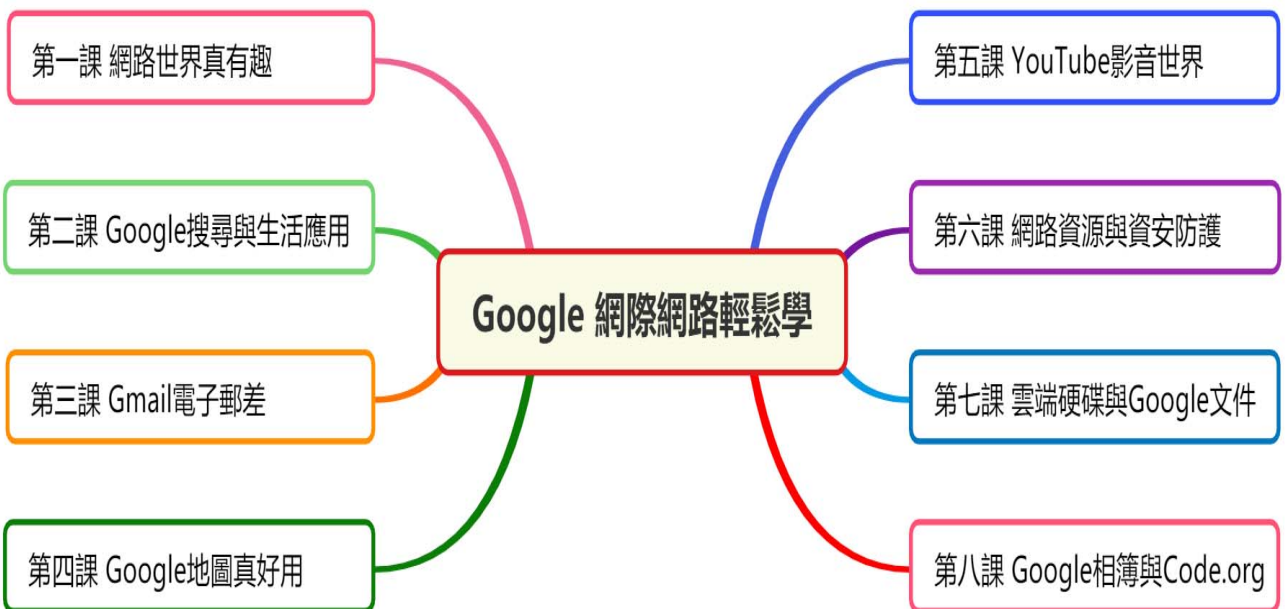 第一課 網路世界真有趣
第二課 Google搜尋與生活應用
第三課 Gmail電子郵差
第四課 Google地圖真好用
Google 網際網路輕鬆學
第五課 YouTube影音世界
第六課 網路資源與資安防護
第七課 雲端硬碟與Google文件
第八課 Google相簿與Code.org